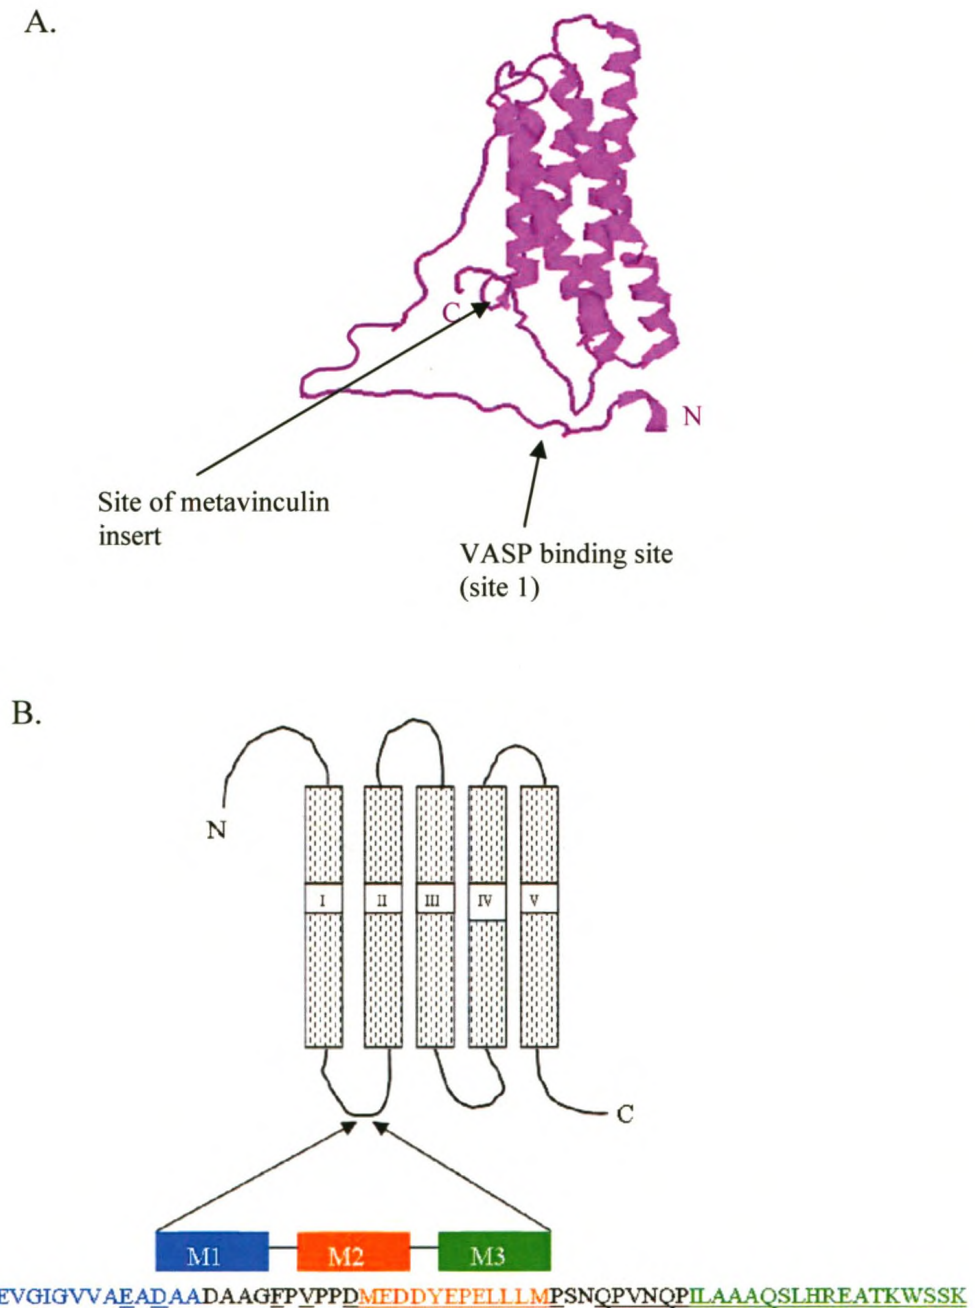 A.
C
N
Site of metavinculin
insert
VASP binding site
(site 1)
B.
N
I II III IV V
C
M1 M2 M3
EVGIGVVAEADAADAAGFPVPPDMEDDYEPELLLMPSNQPVNQPILAAAQSLHREATKWSSK